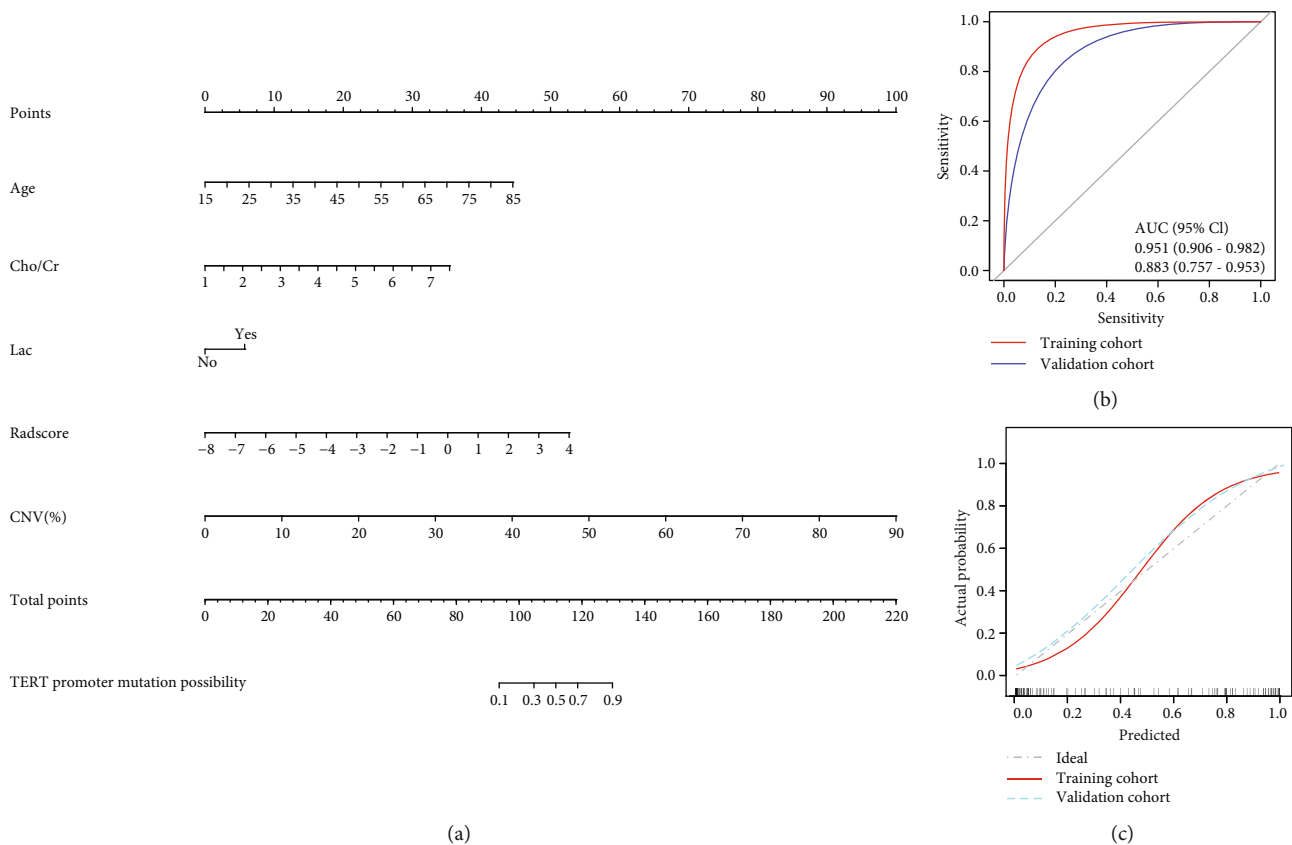 Points
0 10 20 30 40 50 60 70 80 90 100
Age
15 25 35 45 55 65 75 85
Cho/Cr
1 2 3 4 5 6 7
Lac
Yes
No
Radscore
−8 −7 −6 −5 −4 −3 −2 −1 0 1 2 3 4
CNV(%)
0 10 20 30 40 50 60 70 80 90
Total points
0 20 40 60 80 100 120 140 160 180 200 220
TERT promoter mutation possibility
0.1 0.3 0.5 0.7 0.9
(a)
Sensitivity
1.0
0.8
0.6
0.4
0.2
0.0
AUC (95% CI)
0.951 (0.906 - 0.982)
0.883 (0.757 - 0.953)
0.0 0.2 0.4 0.6 0.8 1.0
Sensitivity
Training cohort
Validation cohort
(b)
Actual probability
1.0
0.8
0.6
0.4
0.2
0.0
0.0 0.2 0.4 0.6 0.8 1.0
Predicted
Ideal
Training cohort
Validation cohort
(c)